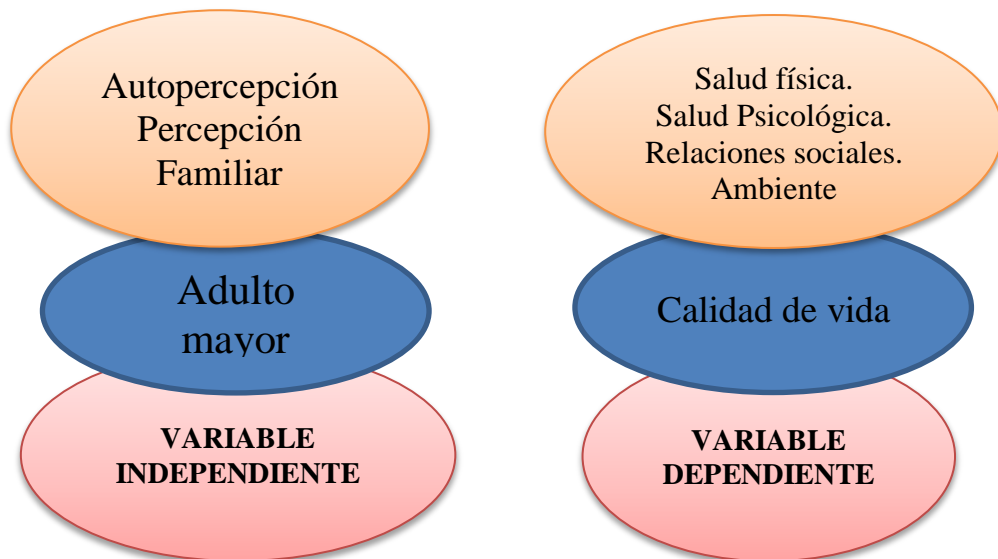 Autopercepción
Percepción
Familiar
Adulto
mayor
VARIABLE
INDEPENDIENTE
Salud física.
Salud Psicológica.
Relaciones sociales.
Ambiente
Calidad de vida
VARIABLE
DEPENDIENTE